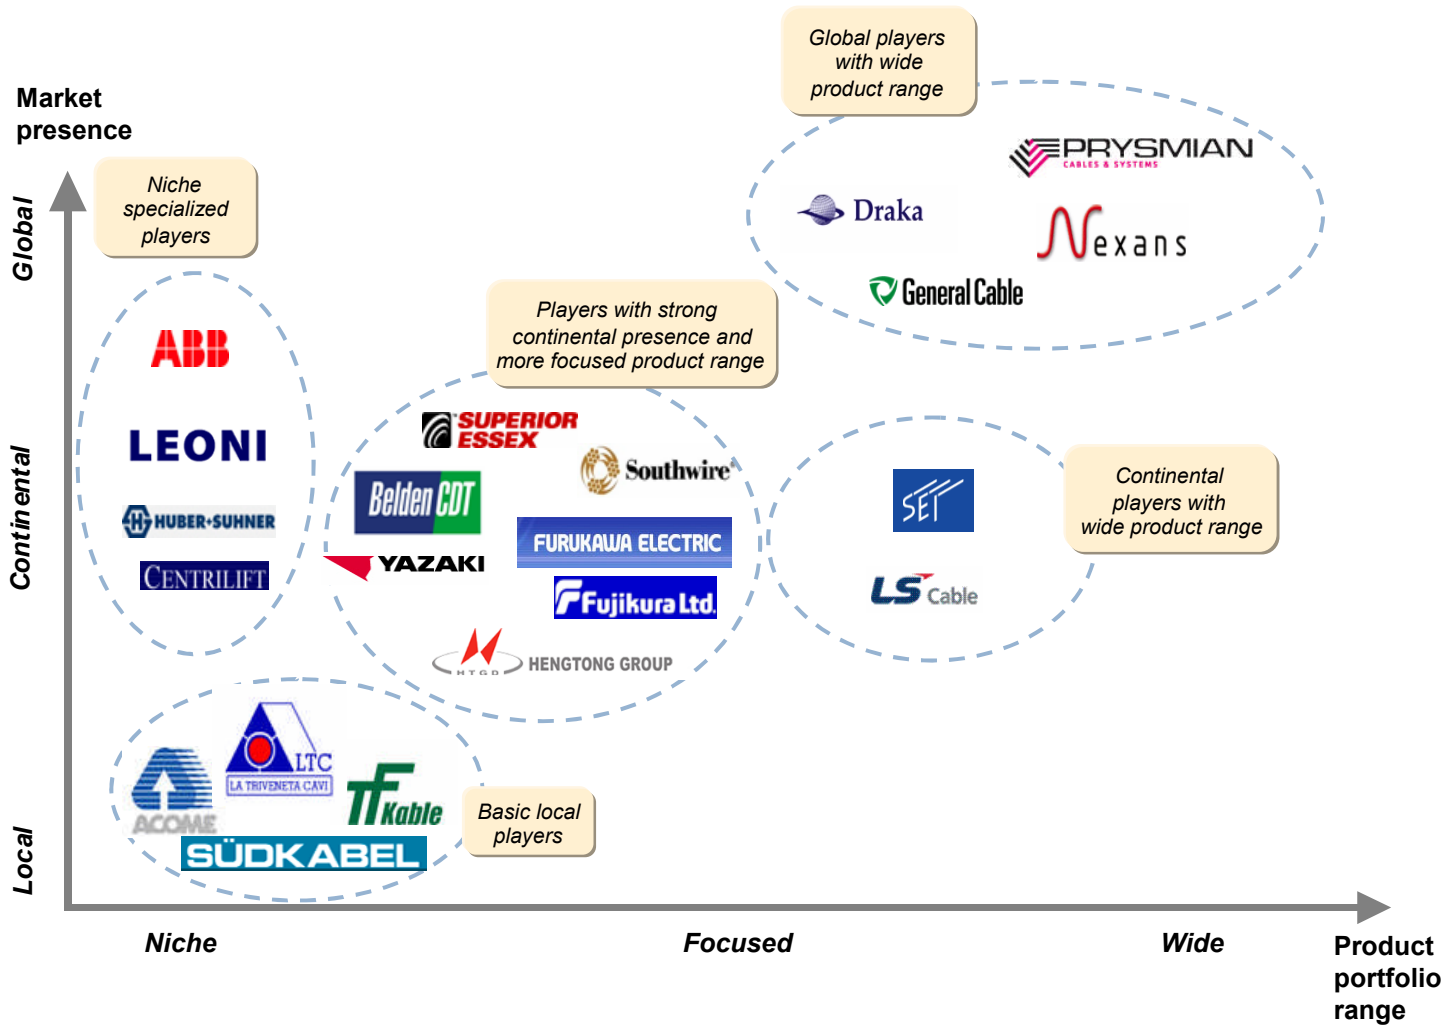 Global players
with wide
product range
Market
presence
PRYSMIAN
CABLES & SYSTEMS
Niche
specialized
players
Draka
Global
Nexans
General Cable
Players with strong
continental presence and
more focused product range
ABB
SUPERIOR
ESSEX
LEONI
Southwire
Continental
players with
wide product range
Belden CDT
SET
Continental
HUBER+SUHNER
FURUKAWA ELECTRIC
YAZAKI
CENTRILIFT
LS Cable
Fujikura Ltd.
HENGTONG GROUP
HTGD
LTC
LA TRIVENETA CAVI
TF Kable
ACOME
Basic local
players
SÜDKABEL
Local
Niche
Focused
Wide
Product
portfolio
range